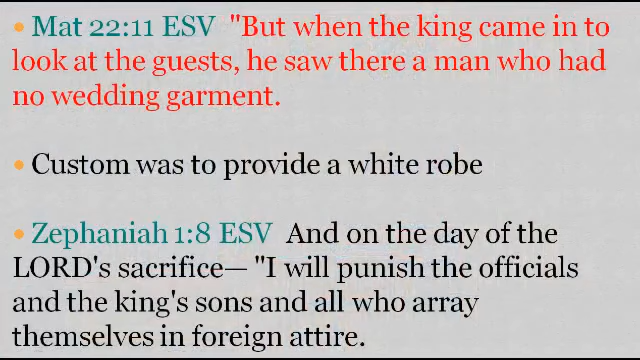 • Mat 22:11 ESV "But when the king came in to
look at the guests, he saw there a man who had
no wedding garment.
• Custom was to provide a white robe
• Zephaniah 1:8 ESV And on the day of the
LORD's sacrifice— "I will punish the officials
and the king's sons and all who array
themselves in foreign attire.